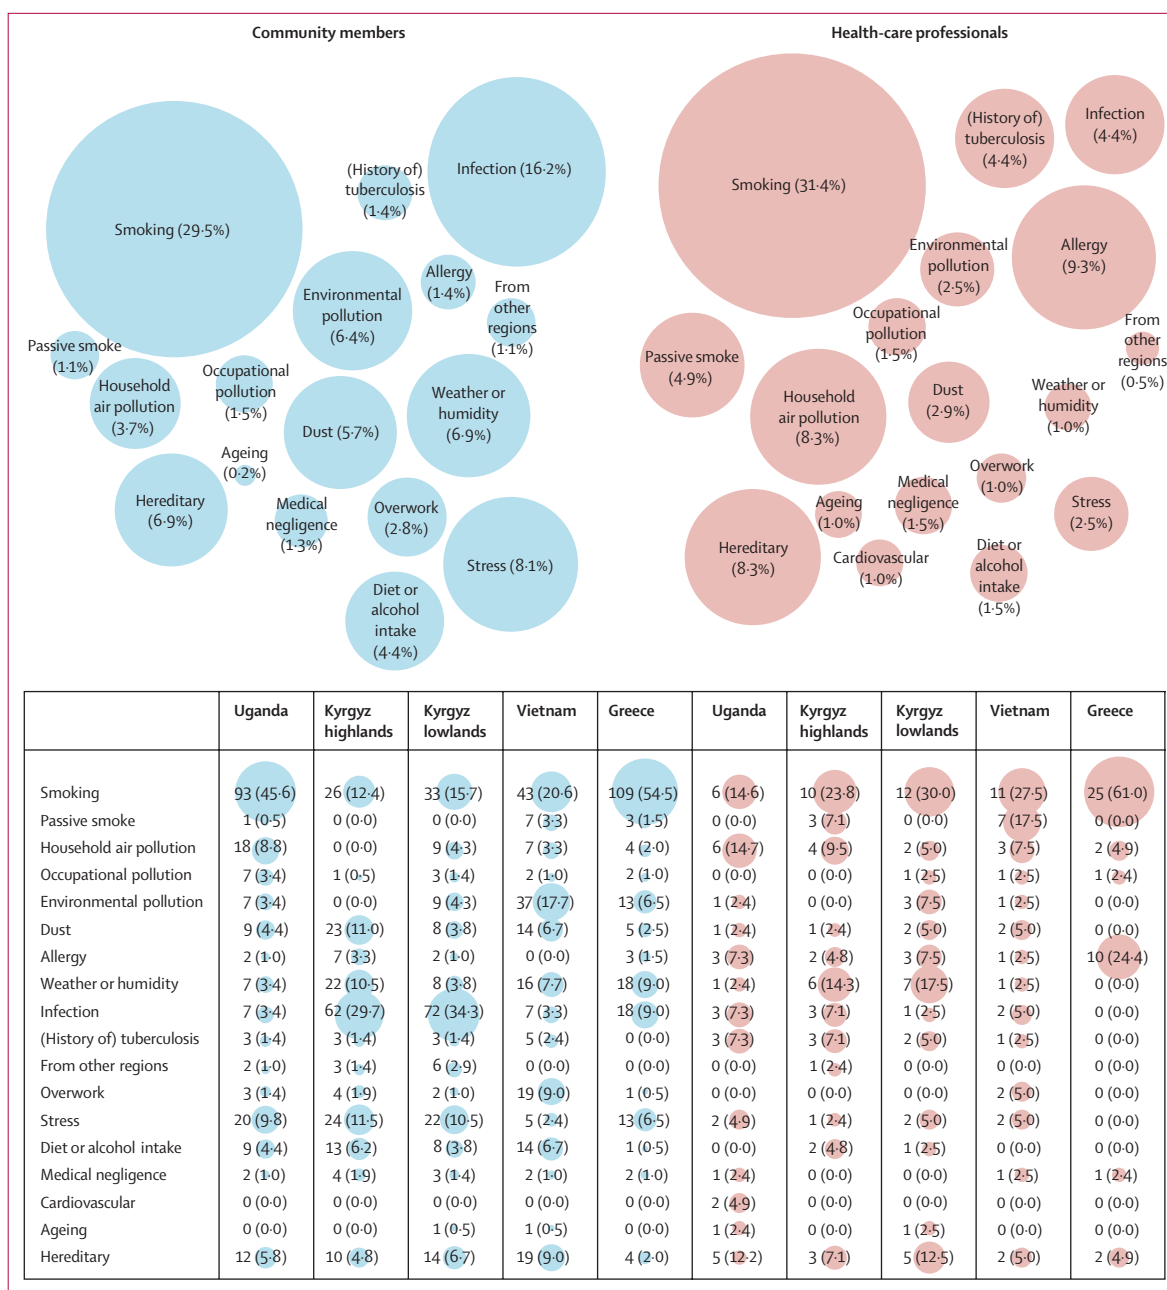 Community members
Health-care professionals
Smoking (29·5%)
(History of)
tuberculosis
(1·4%)
Infection (16·2%)
Environmental
pollution
(6·4%)
Allergy
(1·4%)
From
other
regions
(1·1%)
Passive smoke
(1·1%)
Household
air pollution
(3·7%)
Occupational
pollution
(1·5%)
Dust (5·7%)
Weather or
humidity
(6·9%)
Ageing
(0·2%)
Hereditary
(6·9%)
Medical
negligence
(1·3%)
Overwork
(2·8%)
Stress (8·1%)
Diet or
alcohol
intake
(4·4%)
Smoking (31·4%)
(History of)
tuberculosis
(4·4%)
Infection
(4·4%)
Environmental
pollution
(2·5%)
Allergy
(9·3%)
Occupational
pollution
(1·5%)
From
other
regions
(0·5%)
Passive smoke
(4·9%)
Household
air pollution
(8·3%)
Dust
(2·9%)
Weather or
humidity
(1·0%)
Overwork
(1·0%)
Medical
negligence
(1·5%)
Ageing
(1·0%)
Stress
(2·5%)
Hereditary
(8·3%)
Cardiovascular
(1·0%)
Diet or
alcohol
intake
(1·5%)
Uganda Kyrgyz highlands Kyrgyz lowlands Vietnam Greece Uganda Kyrgyz highlands Kyrgyz lowlands Vietnam Greece
Smoking 93 (45·6) 26 (12·4) 33 (15·7) 43 (20·6) 109 (54·5) 6 (14·6) 10 (23·8) 12 (30·0) 11 (27·5) 25 (61·0)
Passive smoke 1 (0·5) 0 (0·0) 0 (0·0) 7 (3·3) 3 (1·5) 0 (0·0) 3 (7·1) 0 (0·0) 7 (17·5) 0 (0·0)
Household air pollution 18 (8·8) 0 (0·0) 9 (4·3) 7 (3·3) 4 (2·0) 6 (14·7) 4 (9·5) 2 (5·0) 3 (7·5) 2 (4·9)
Occupational pollution 7 (3·4) 1 (0·5) 3 (1·4) 2 (1·0) 2 (1·0) 0 (0·0) 0 (0·0) 1 (2·5) 1 (2·5) 1 (2·4)
Environmental pollution 7 (3·4) 0 (0·0) 9 (4·3) 37 (17·7) 13 (6·5) 1 (2·4) 0 (0·0) 3 (7·5) 1 (2·5) 0 (0·0)
Dust 9 (4·4) 23 (11·0) 8 (3·8) 14 (6·7) 5 (2·5) 1 (2·4) 1 (2·4) 2 (5·0) 2 (5·0) 0 (0·0)
Allergy 2 (1·0) 7 (3·3) 2 (1·0) 0 (0·0) 3 (1·5) 3 (7·3) 2 (4·8) 3 (7·5) 1 (2·5) 10 (24·4)
Weather or humidity 7 (3·4) 22 (10·5) 8 (3·8) 16 (7·7) 18 (9·0) 1 (2·4) 6 (14·3) 7 (17·5) 1 (2·5) 0 (0·0)
Infection 7 (3·4) 62 (29·7) 72 (34·3) 7 (3·3) 18 (9·0) 3 (7·3) 3 (7·1) 1 (2·5) 2 (5·0) 0 (0·0)
(History of) tuberculosis 3 (1·4) 3 (1·4) 3 (1·4) 5 (2·4) 0 (0·0) 3 (7·3) 3 (7·1) 2 (5·0) 1 (2·5) 0 (0·0)
From other regions 2 (1·0) 3 (1·4) 6 (2·9) 0 (0·0) 0 (0·0) 0 (0·0) 1 (2·4) 0 (0·0) 0 (0·0) 0 (0·0)
Overwork 3 (1·4) 4 (1·9) 2 (1·0) 19 (9·0) 1 (0·5) 0 (0·0) 0 (0·0) 0 (0·0) 2 (5·0) 0 (0·0)
Stress 20 (9·8) 24 (11·5) 22 (10·5) 5 (2·4) 13 (6·5) 2 (4·9) 1 (2·4) 2 (5·0) 2 (5·0) 0 (0·0)
Diet or alcohol intake 9 (4·4) 13 (6·2) 8 (3·8) 14 (6·7) 1 (0·5) 0 (0·0) 2 (4·8) 1 (2·5) 0 (0·0) 0 (0·0)
Medical negligence 2 (1·0) 4 (1·9) 3 (1·4) 2 (1·0) 2 (1·0) 1 (2·4) 0 (0·0) 0 (0·0) 1 (2·5) 1 (2·4)
Cardiovascular 0 (0·0) 0 (0·0) 0 (0·0) 0 (0·0) 0 (0·0) 2 (4·9) 0 (0·0) 0 (0·0) 0 (0·0) 0 (0·0)
Ageing 0 (0·0) 0 (0·0) 1 (0·5) 1 (0·5) 0 (0·0) 1 (2·4) 0 (0·0) 1 (2·5) 0 (0·0) 0 (0·0)
Hereditary 12 (5·8) 10 (4·8) 14 (6·7) 19 (9·0) 4 (2·0) 5 (12·2) 3 (7·1) 5 (12·5) 2 (5·0) 2 (4·9)